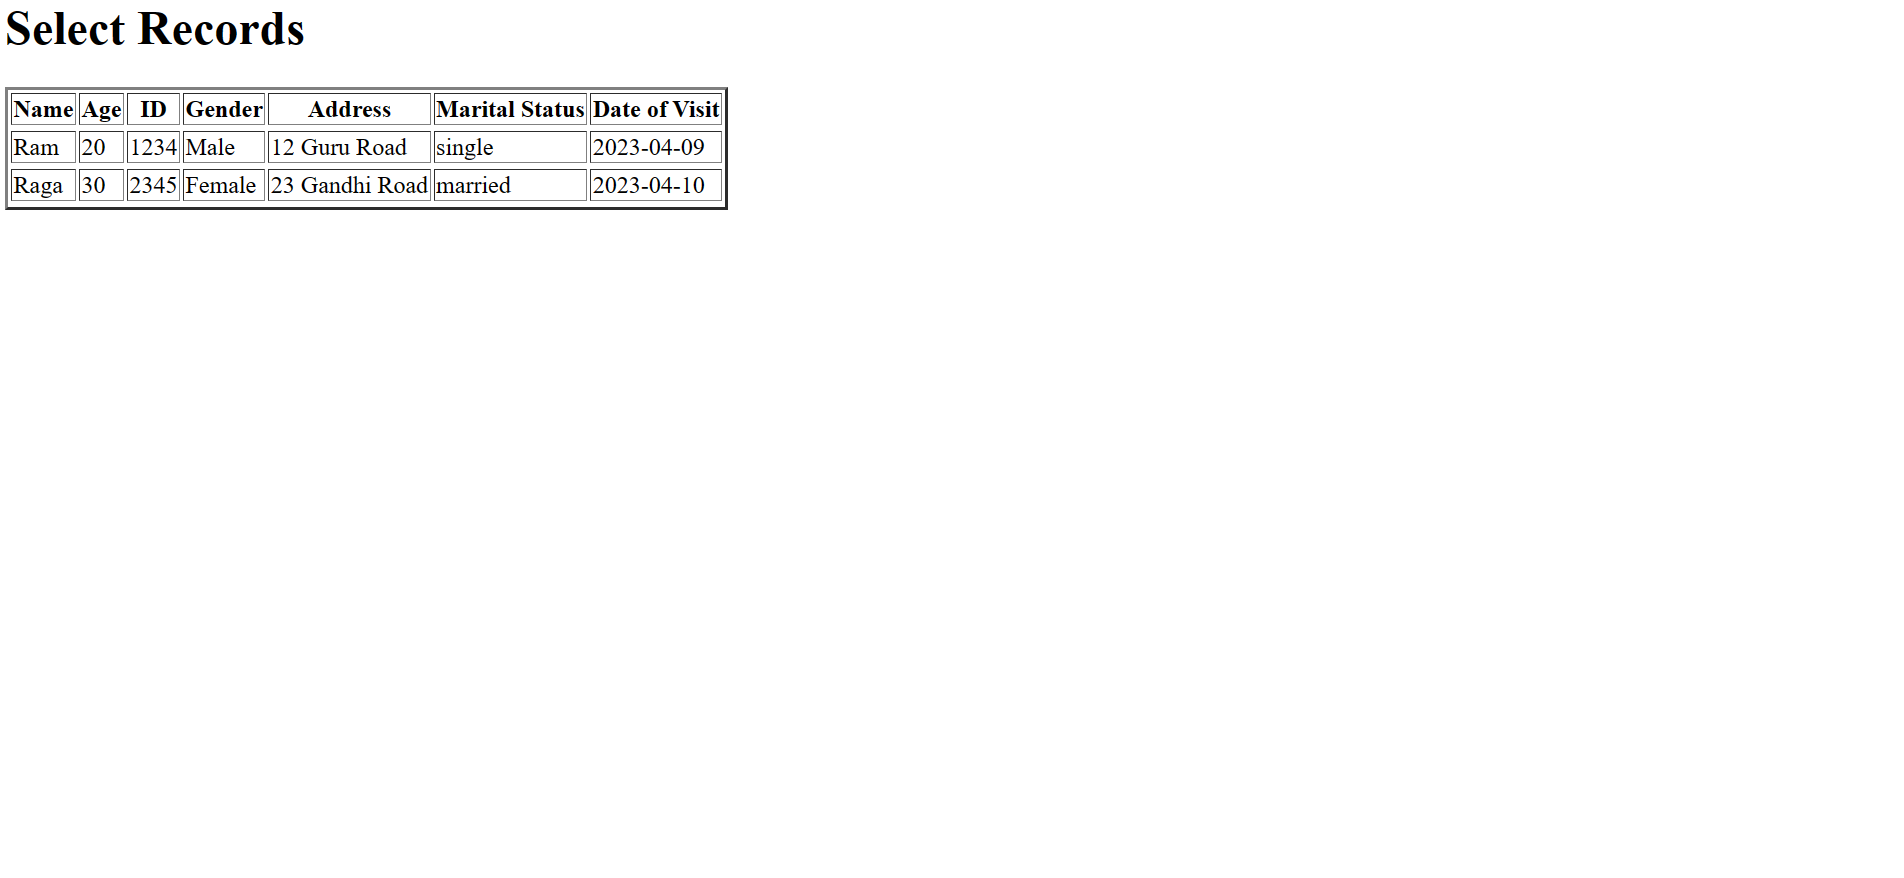 Select Records
Name Age ID Gender Address Marital Status Date of Visit
Ram 20 1234 Male 12 Guru Road single 2023-04-09
Raga 30 2345 Female 23 Gandhi Road married 2023-04-10